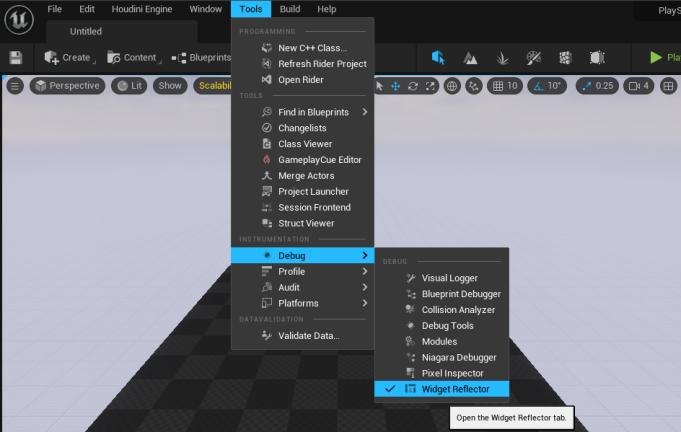 File Edit Houdini Engine Window Tools Build Help
Untitled
Create Content Blueprints
Perspective Lit Show 10 10° 0.25 4
PROGRAMMING
New C++ Class...
Refresh Rider Project
Open Rider
TOOLS
Find in Blueprints
Changelists
Class Viewer
GameplayCue Editor
Merge Actors
Project Launcher
Session Frontend
Struct Viewer
INSTRUMENTATION
Debug
Profile
Audit
Platforms
DATAVALIDATION
Validate Data...
DEBUG
Visual Logger
Blueprint Debugger
Collision Analyzer
Debug Tools
Modules
Niagara Debugger
Pixel Inspector
Widget Reflector
Open the Widget Reflector tab.